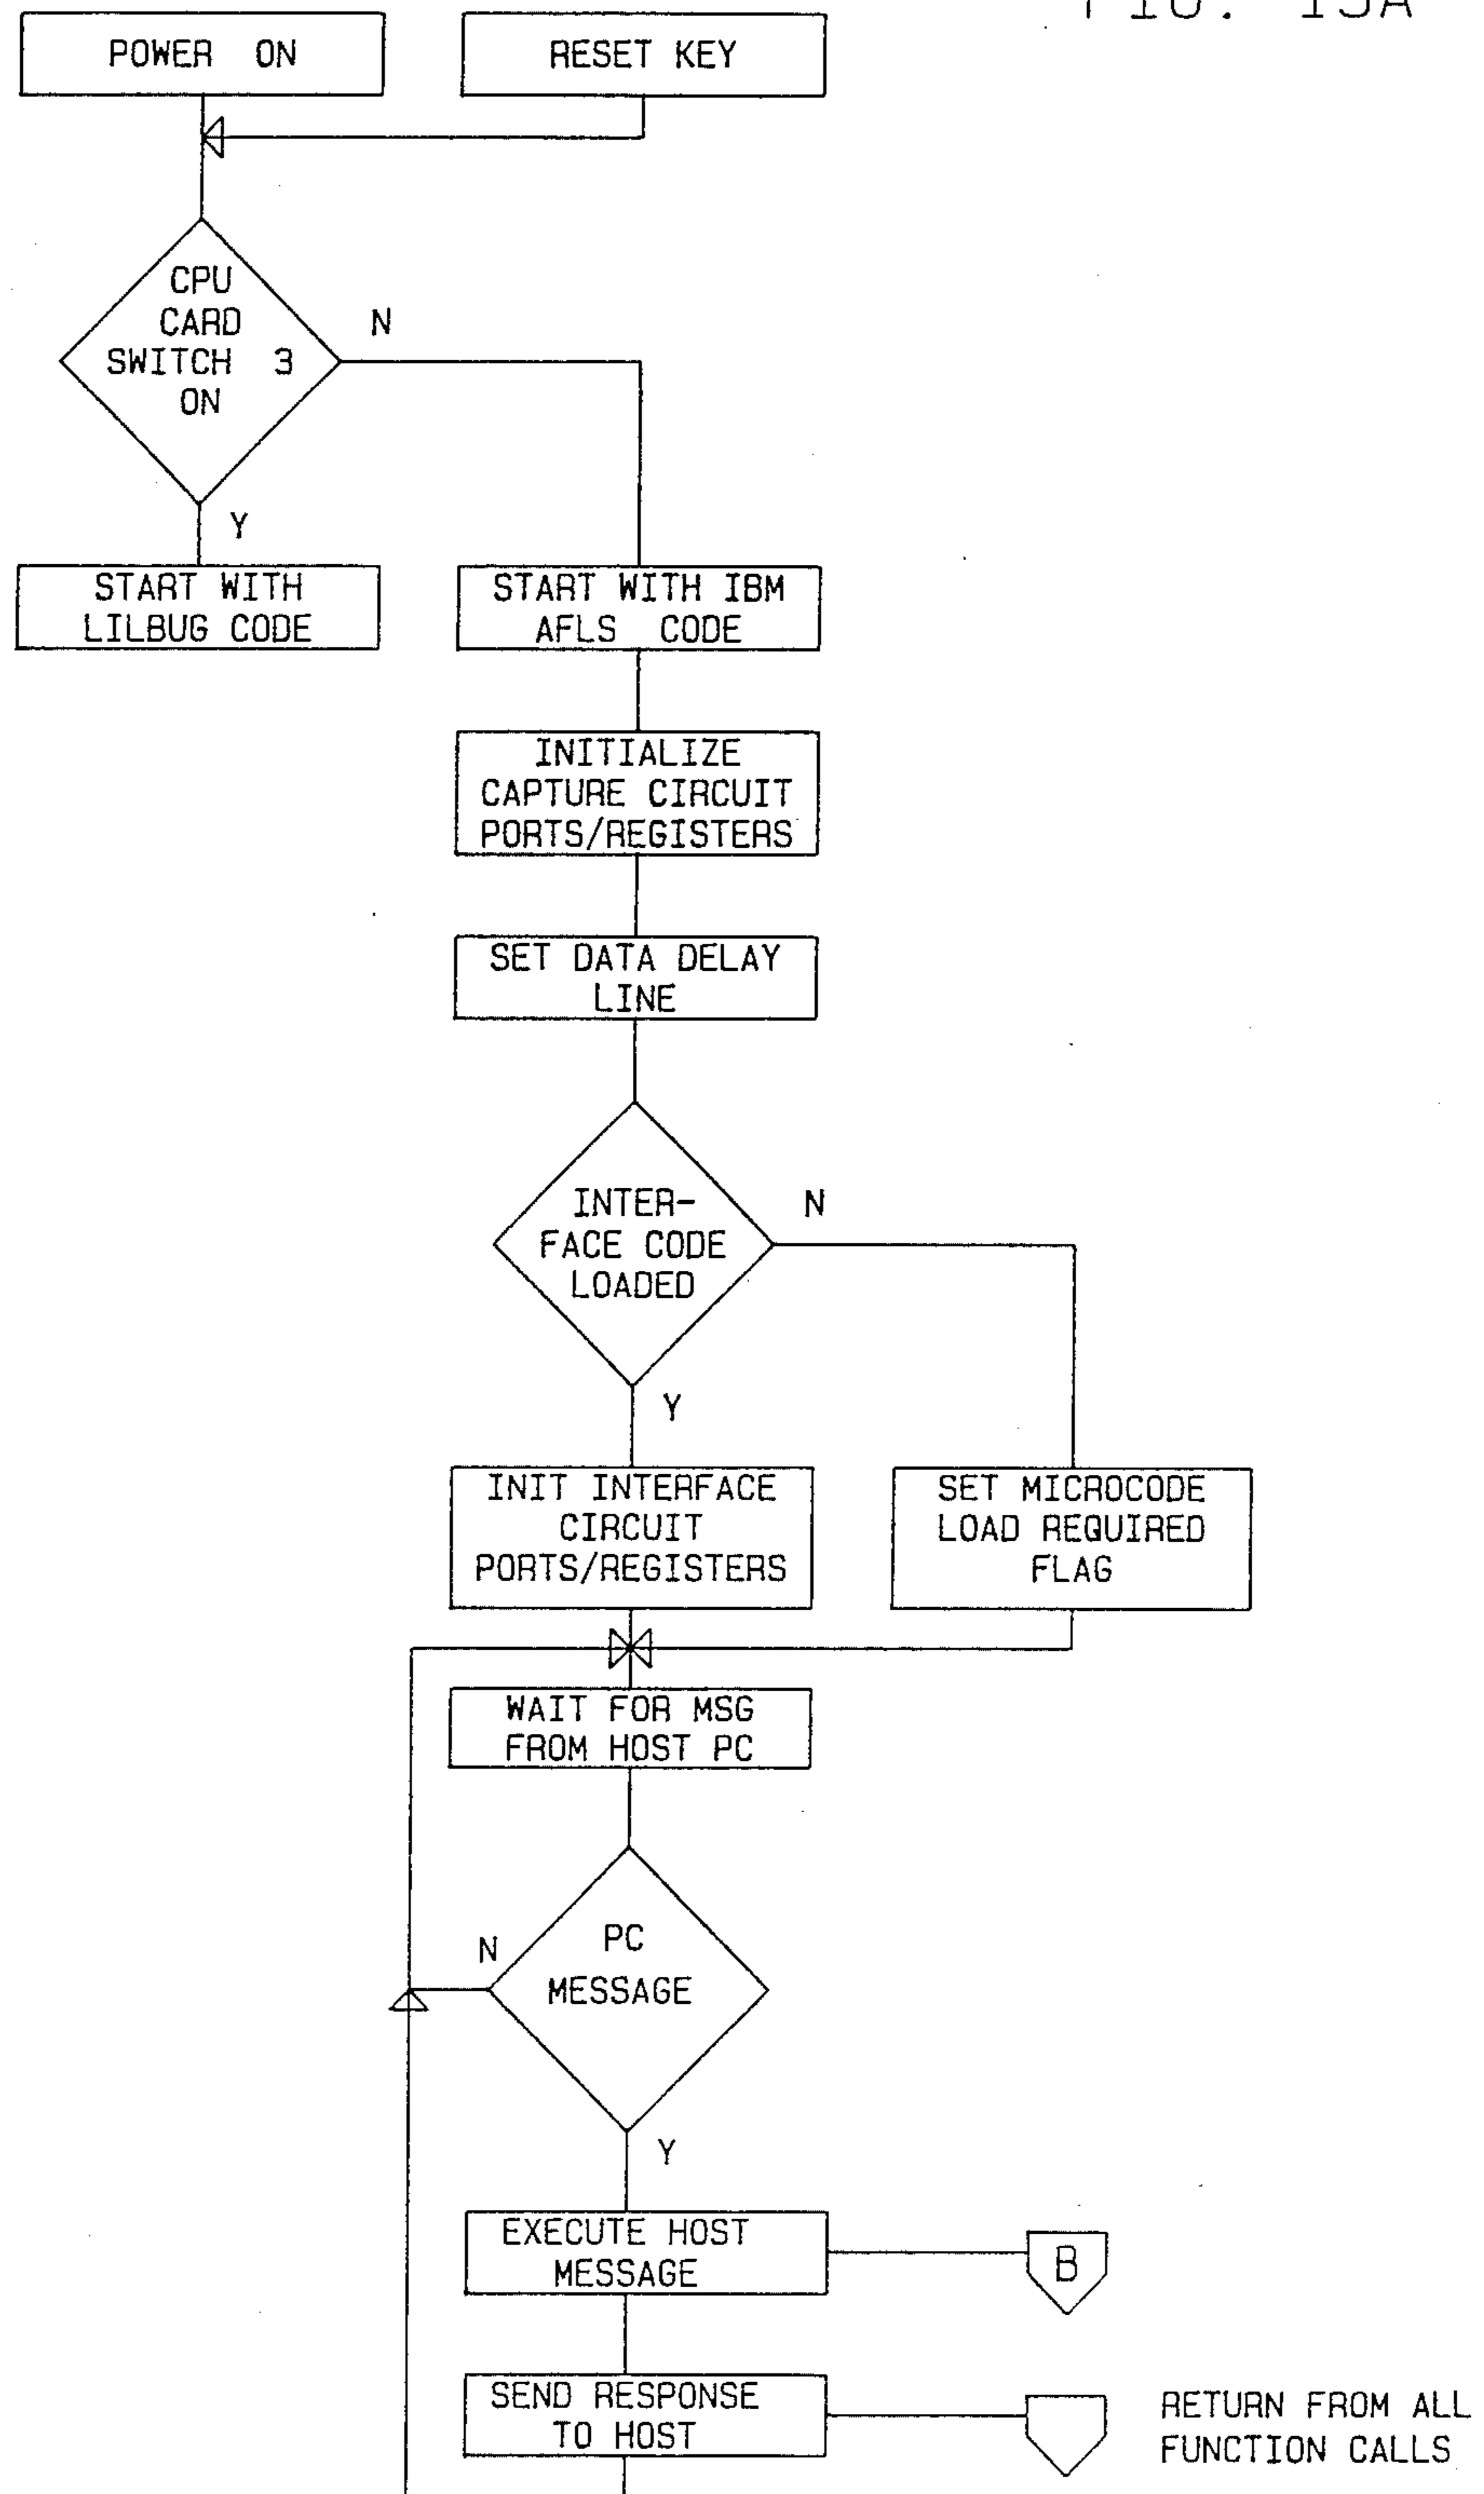 FIG. 13A
POWER ON
RESET KEY
CPU
CARD
SWITCH 3
ON
N
Y
START WITH
LILBUG CODE
START WITH IBM
AFLS CODE
INITIALIZE
CAPTURE CIRCUIT
PORTS/REGISTERS
SET DATA DELAY
LINE
INTER-
FACE CODE
LOADED
N
Y
INIT INTERFACE
CIRCUIT
PORTS/REGISTERS
SET MICROCODE
LOAD REQUIRED
FLAG
WAIT FOR MSG
FROM HOST PC
PC
MESSAGE
N
Y
EXECUTE HOST
MESSAGE
B
SEND RESPONSE
TO HOST
RETURN FROM ALL
FUNCTION CALLS